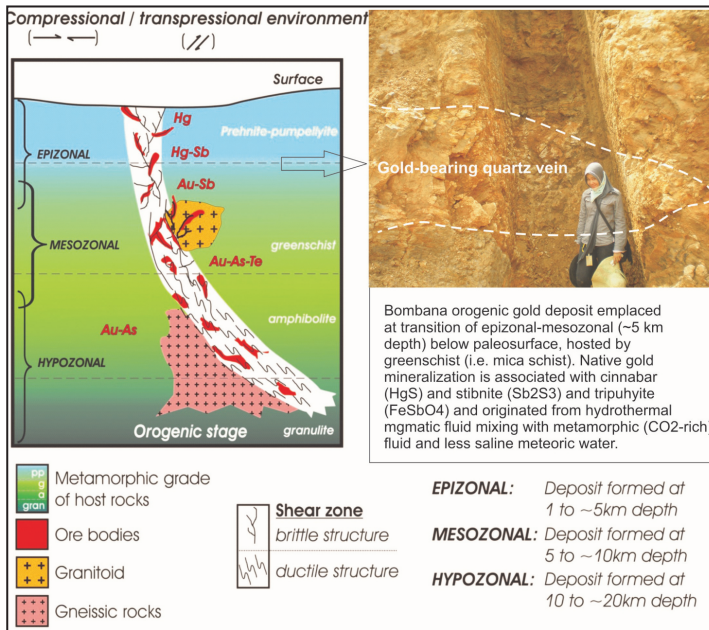 Compressional / transpressional environment
Surface
Hg
Prehnite-pumpellyite
Hg-Sb
EPIZONAL
Au-Sb
MESOZONAL
greenschist
Au-As-Te
amphibolite
Au-As
HYPOZONAL
Orogenic stage
granulite
Gold-bearing quartz vein
Bombana orogenic gold deposit emplaced
at transition of epizonal-mesozonal (~5 km
depth) below paleosurface, hosted by
greenschist (i.e. mica schist). Native gold
mineralization is associated with cinnabar
(HgS) and stibnite (Sb2S3) and tripuhyite
(FeSbO4) and originated from hydrothermal
mgmatic fluid mixing with metamorphic (CO2-rich)
fluid and less saline meteoric water.
pp
g
a
gran
Metamorphic grade
of host rocks
Ore bodies
Granitoid
Gneissic rocks
Shear zone
brittle structure
ductile structure
EPIZONAL: Deposit formed at
1 to ~5km depth
MESOZONAL: Deposit formed at
5 to ~10km depth
HYPOZONAL: Deposit formed at
10 to ~20km depth